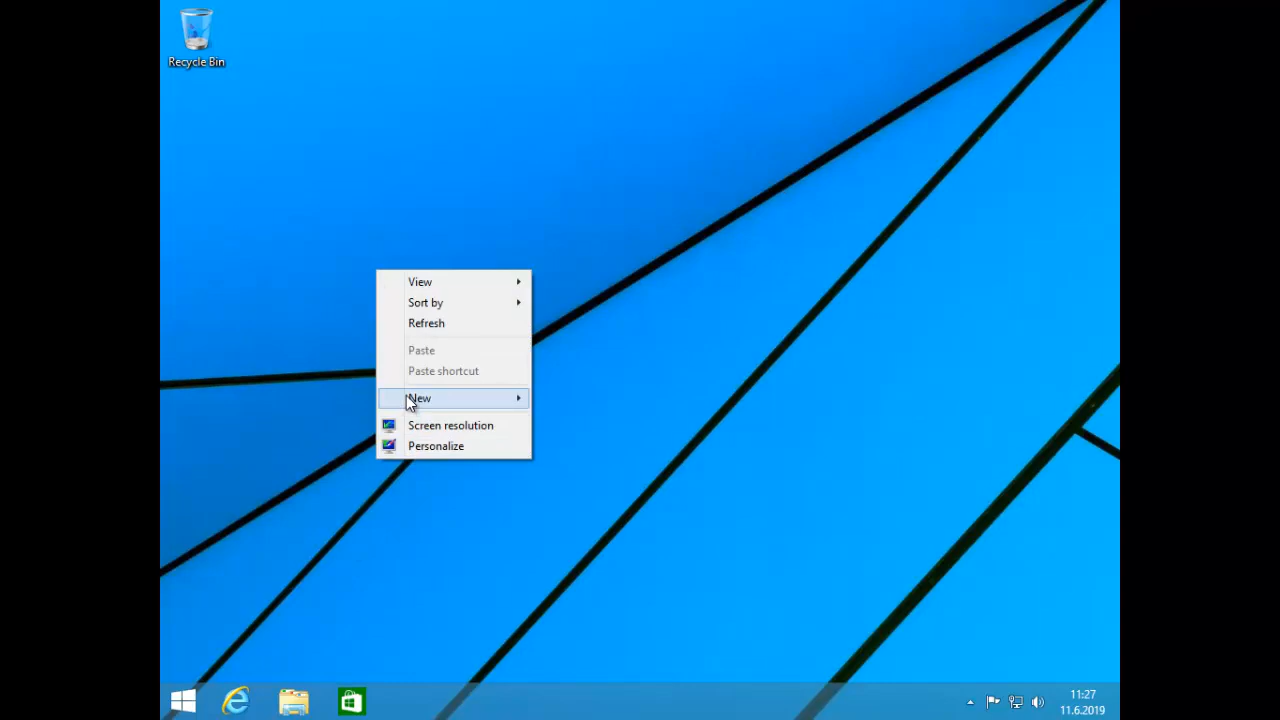 Recycle Bin
View
Sort by
Refresh
Paste
Paste shortcut
New
Screen resolution
Personalize
11:27
11.6.2019